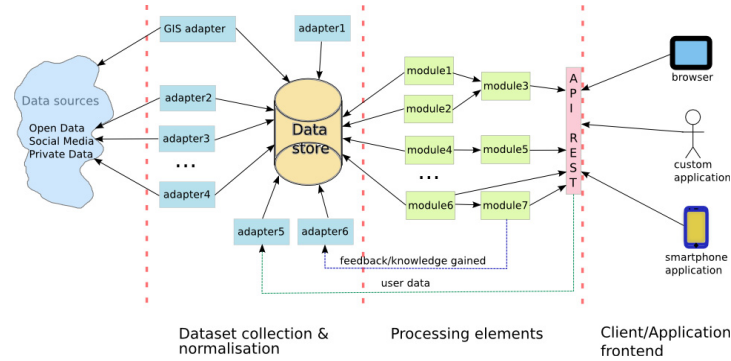 GIS adapter
adapter1
Data sources
Open Data
Social Media
Private Data
adapter2
adapter3
...
adapter4
Data
store
adapter5
adapter6
module1
module2
module3
module4
module5
...
module6
module7
API REST
browser
custom
application
smartphone
application
feedback/knowledge gained
user data
Dataset collection &
normalisation
Processing elements
Client/Application
frontend